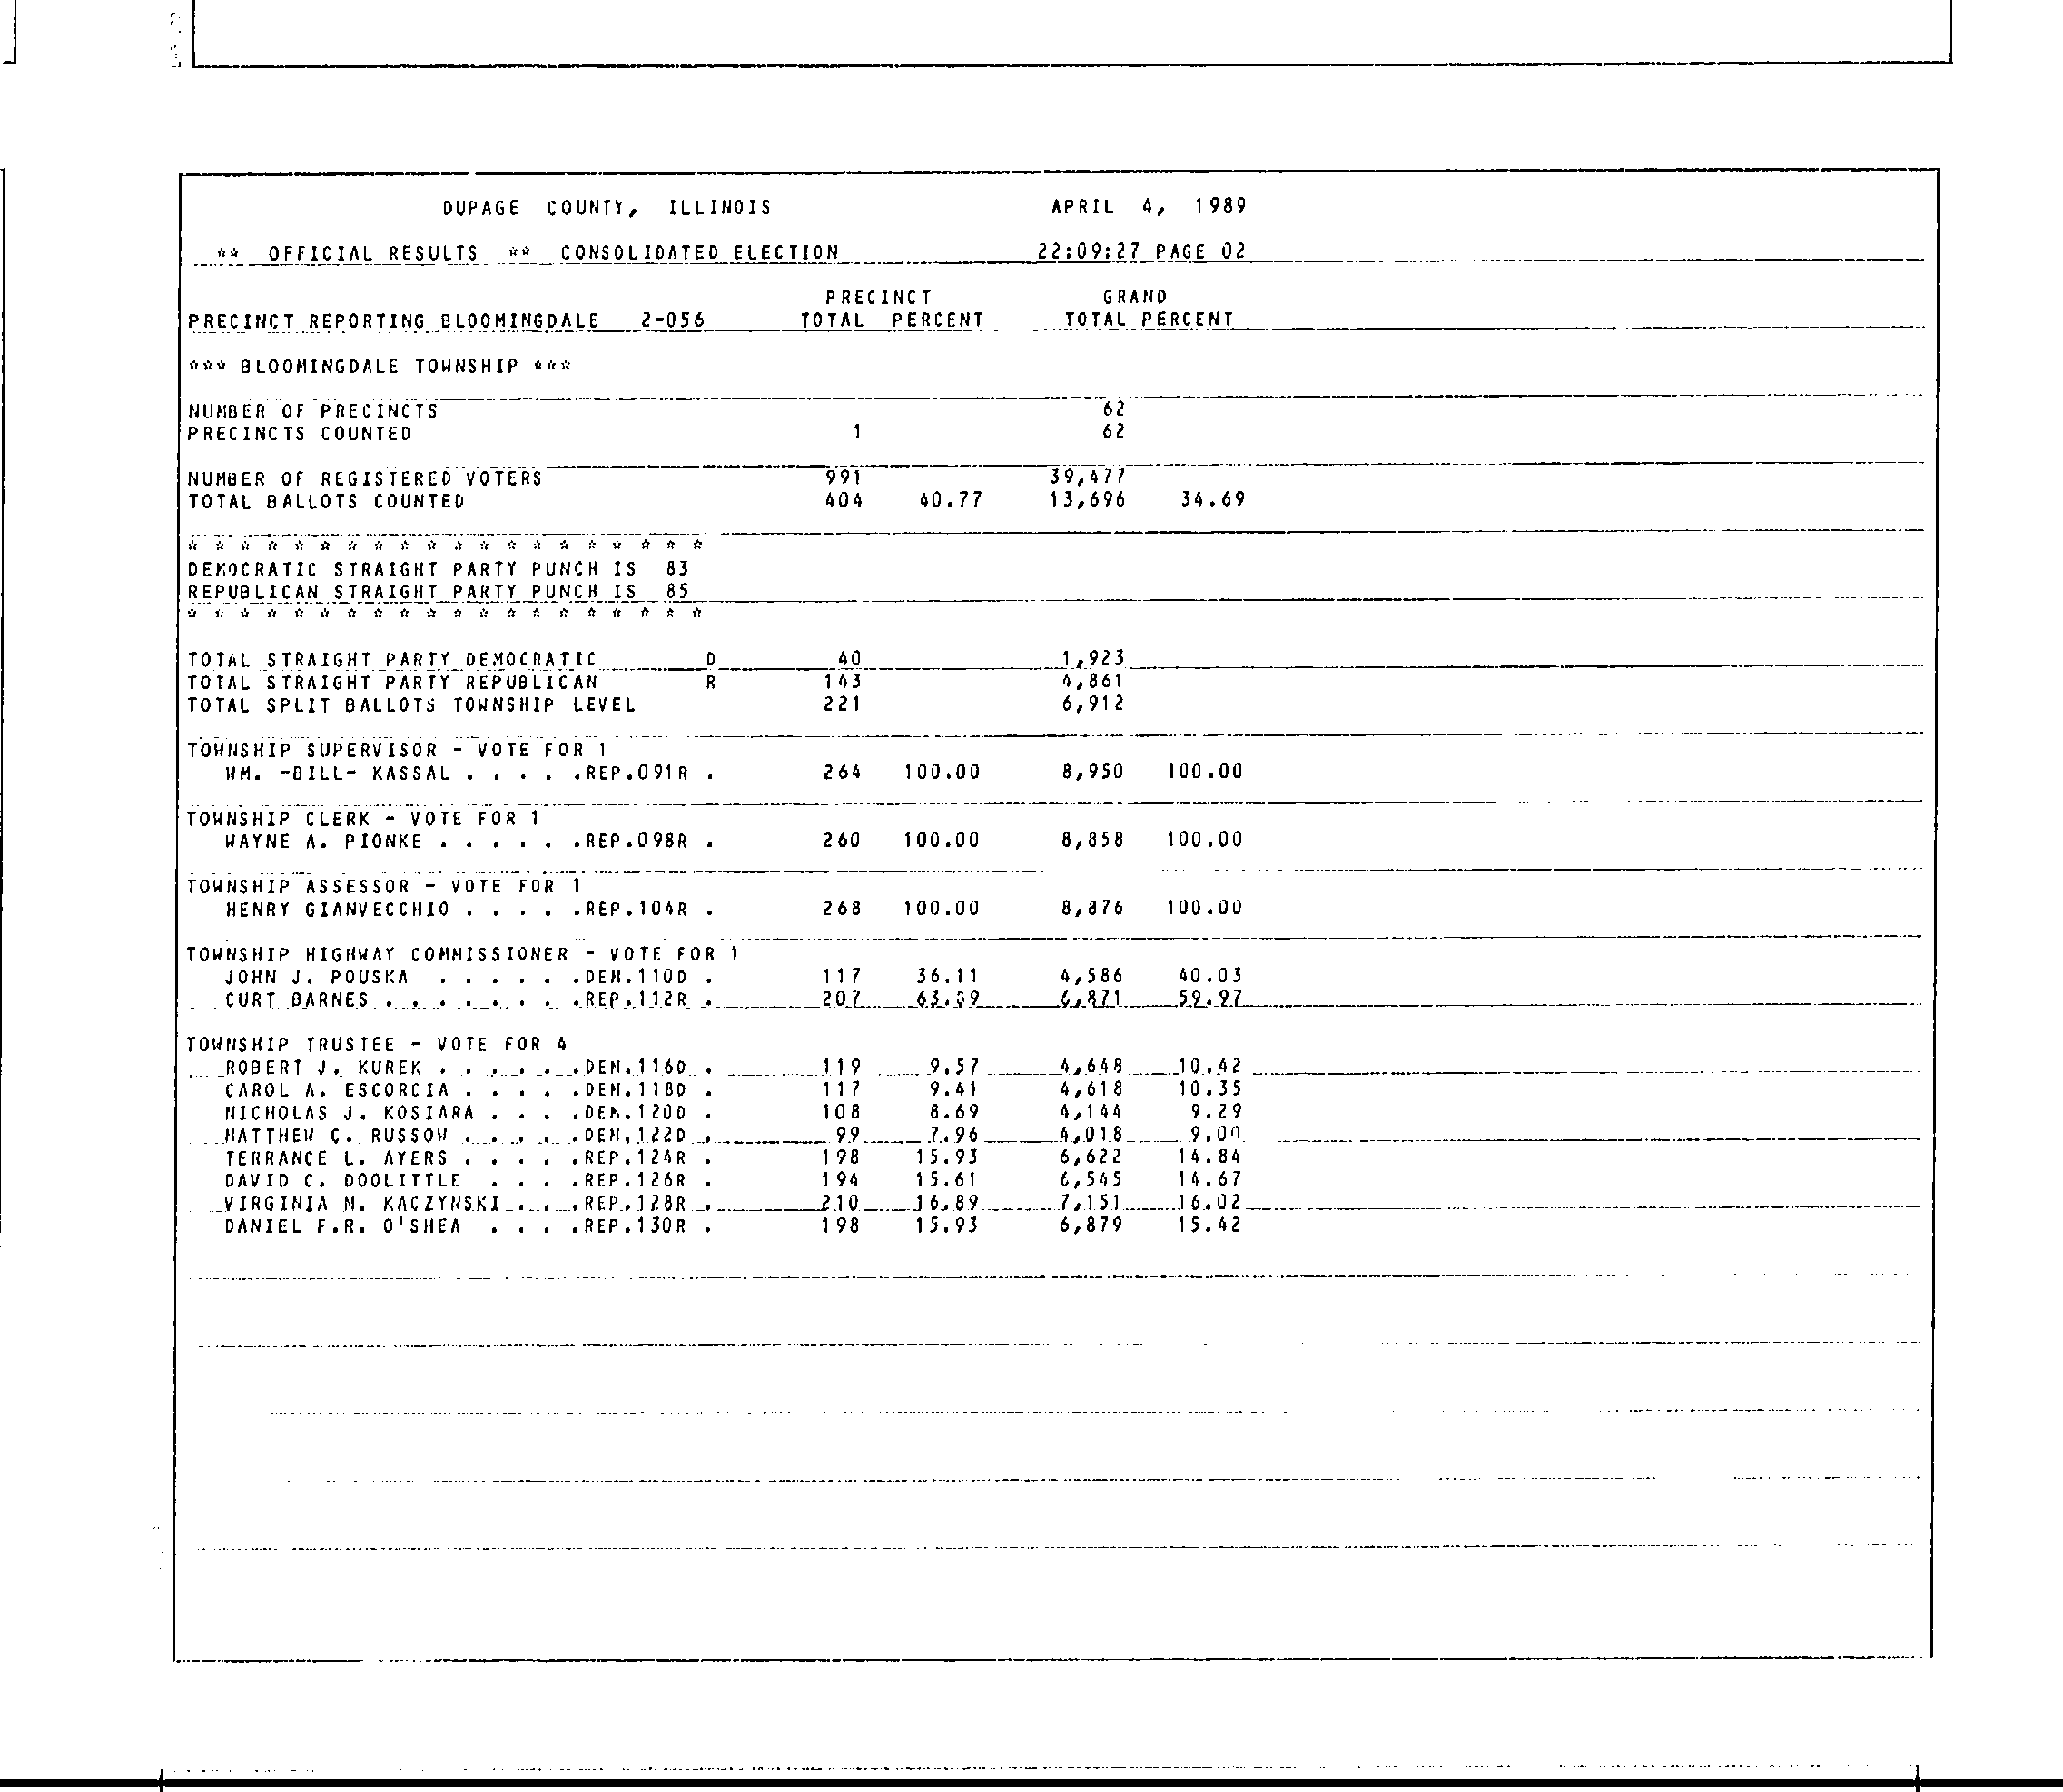 DUPAGE COUNTY, ILLINOIS APRIL 4, 1989
** OFFICIAL RESULTS ** CONSOLIDATED ELECTION 22:09:27 PAGE 02
PRECINCT GRAND
PRECINCT REPORTING BLOOMINGDALE 2-056 TOTAL PERCENT TOTAL PERCENT
*** BLOOMINGDALE TOWNSHIP ***
NUMBER OF PRECINCTS 62
PRECINCTS COUNTED 1 62
NUMBER OF REGISTERED VOTERS 991 39,477
TOTAL BALLOTS COUNTED 404 40.77 13,696 34.69
* * * * * * * * * * * * * * * * * * * *
DEMOCRATIC STRAIGHT PARTY PUNCH IS 83
REPUBLICAN STRAIGHT PARTY PUNCH IS 85
* * * * * * * * * * * * * * * * * * * *
TOTAL STRAIGHT PARTY DEMOCRATIC D 40 1,923
TOTAL STRAIGHT PARTY REPUBLICAN R 143 4,861
TOTAL SPLIT BALLOTS TOWNSHIP LEVEL 221 6,912
TOWNSHIP SUPERVISOR - VOTE FOR 1
WM. -BILL- KASSAL . . . . .REP.091R . 264 100.00 8,950 100.00
TOWNSHIP CLERK - VOTE FOR 1
WAYNE A. PIONKE . . . . . .REP.098R . 260 100.00 8,858 100.00
TOWNSHIP ASSESSOR - VOTE FOR 1
HENRY GIANVECCHIO . . . . .REP.104R . 268 100.00 8,876 100.00
TOWNSHIP HIGHWAY COMMISSIONER - VOTE FOR 1
JOHN J. POUSKA . . . . . .DEM.110D . 117 36.11 4,586 40.03
CURT BARNES . . . . . . . .REP.112R . 207 63.89 6,871 59.97
TOWNSHIP TRUSTEE - VOTE FOR 4
ROBERT J. KUREK . . . . . .DEM.116D . 119 9.57 4,648 10.42
CAROL A. ESCORCIA . . . . .DEM.118D . 117 9.41 4,618 10.35
NICHOLAS J. KOSIARA . . . .DEM.120D . 108 8.69 4,144 9.29
MATTHEW C. RUSSOW . . . . .DEM.122D . 99 7.96 4,018 9.00
TERRANCE L. AYERS . . . . .REP.124R . 198 15.93 6,622 14.84
DAVID C. DOOLITTLE . . . .REP.126R . 194 15.61 6,545 14.67
VIRGINIA M. KACZYNSKI . . .REP.128R . 210 16.89 7,151 16.02
DANIEL F.R. O'SHEA . . . .REP.130R . 198 15.93 6,879 15.42